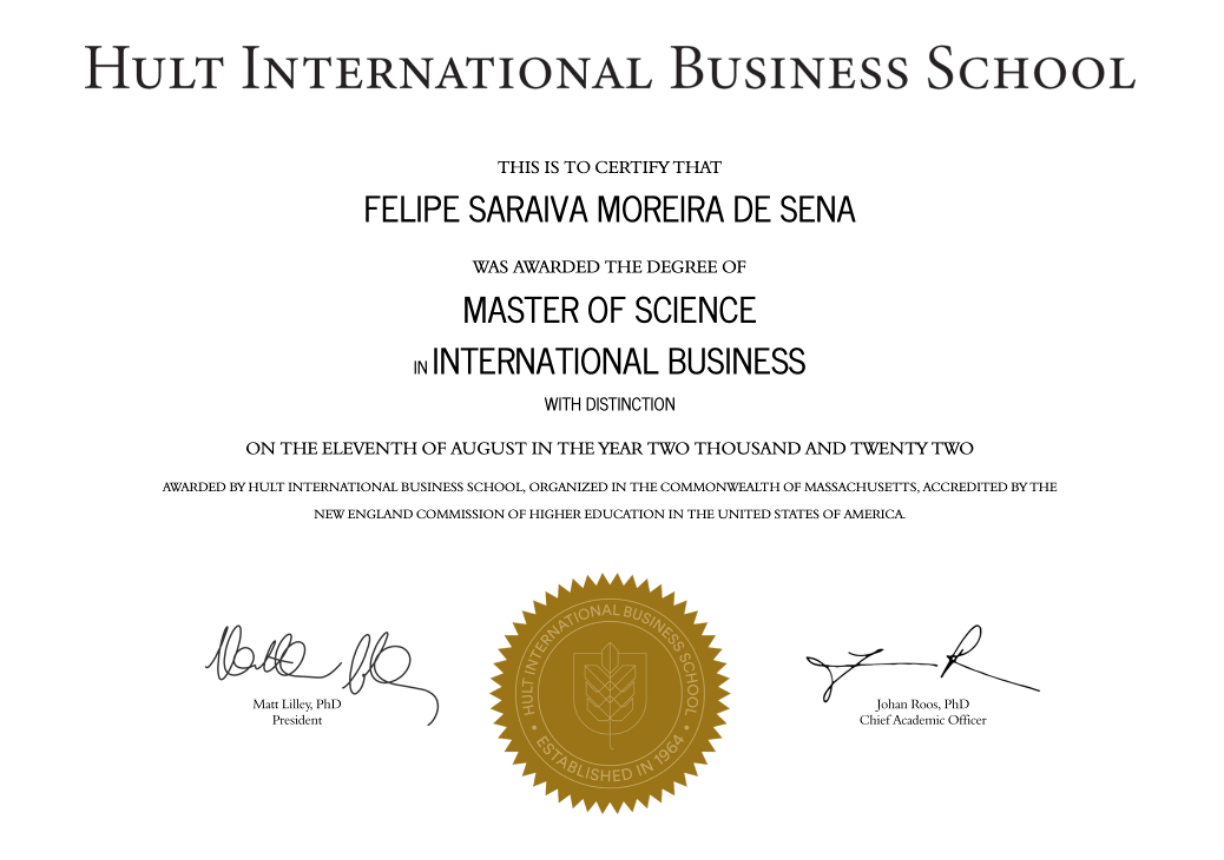 HULT INTERNATIONAL BUSINESS SCHOOL
THIS IS TO CERTIFY THAT
FELIPE SARAIVA MOREIRA DE SENA
WAS AWARDED THE DEGREE OF
MASTER OF SCIENCE
IN INTERNATIONAL BUSINESS
WITH DISTINCTION
ON THE ELEVENTH OF AUGUST IN THE YEAR TWO THOUSAND AND TWENTY TWO
AWARDED BY HULT INTERNATIONAL BUSINESS SCHOOL, ORGANIZED IN THE COMMONWEALTH OF MASSACHUSETTS, ACCREDITED BY THE
NEW ENGLAND COMMISSION OF HIGHER EDUCATION IN THE UNITED STATES OF AMERICA.
Matt Lilley, PhD
President
HULT INTERNATIONAL BUSINESS SCHOOL
• ESTABLISHED IN 1964 •
Johan Roos, PhD
Chief Academic Officer